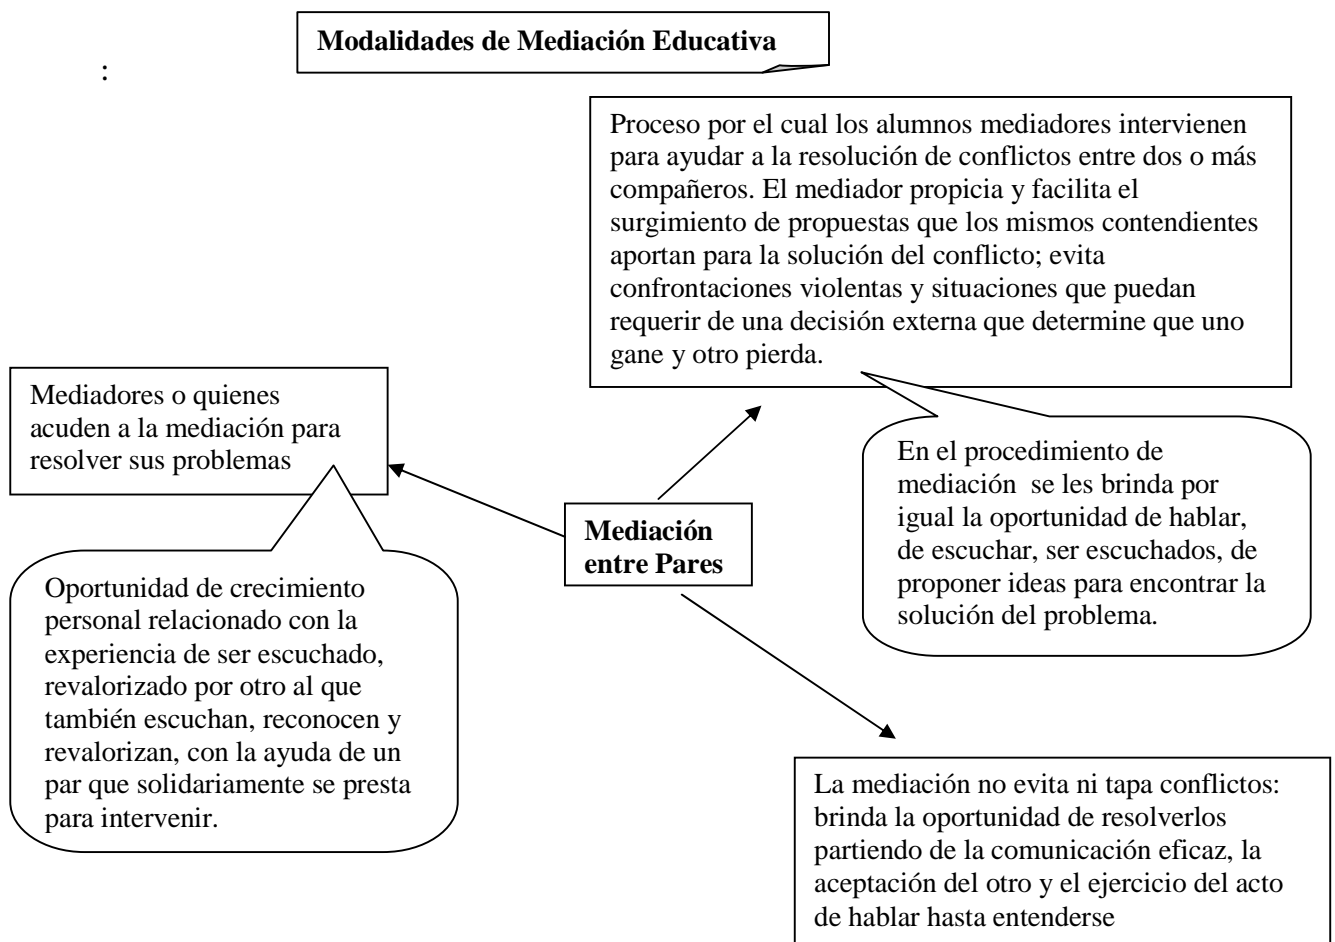 Modalidades de Mediación Educativa
:
Proceso por el cual los alumnos mediadores intervienen
para ayudar a la resolución de conflictos entre dos o más
compañeros. El mediador propicia y facilita el
surgimiento de propuestas que los mismos contendientes
aportan para la solución del conflicto; evita
confrontaciones violentas y situaciones que puedan
requerir de una decisión externa que determine que uno
gane y otro pierda.
Mediadores o quienes
acuden a la mediación para
resolver sus problemas
En el procedimiento de
mediación  se les brinda por
igual la oportunidad de hablar,
de escuchar, ser escuchados, de
proponer ideas para encontrar la
solución del problema.
Mediación
entre Pares
Oportunidad de crecimiento
personal relacionado con la
experiencia de ser escuchado,
revalorizado por otro al que
también escuchan, reconocen y
revalorizan, con la ayuda de un
par que solidariamente se presta
para intervenir.
La mediación no evita ni tapa conflictos:
brinda la oportunidad de resolverlos
partiendo de la comunicación eficaz, la
aceptación del otro y el ejercicio del acto
de hablar hasta entenderse